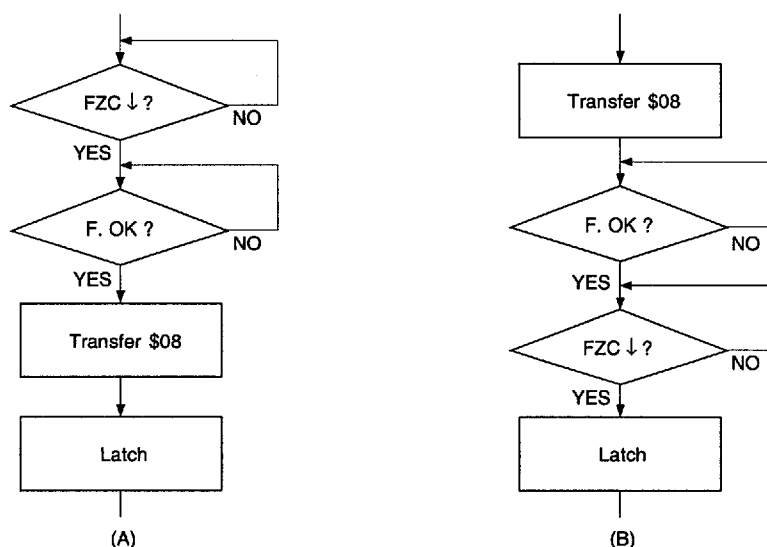 FZC ↓ ?
NO
YES
F. OK ?
NO
YES
Transfer $08
Latch
(A)
Transfer $08
F. OK ?
NO
YES
FZC ↓ ?
NO
YES
Latch
(B)